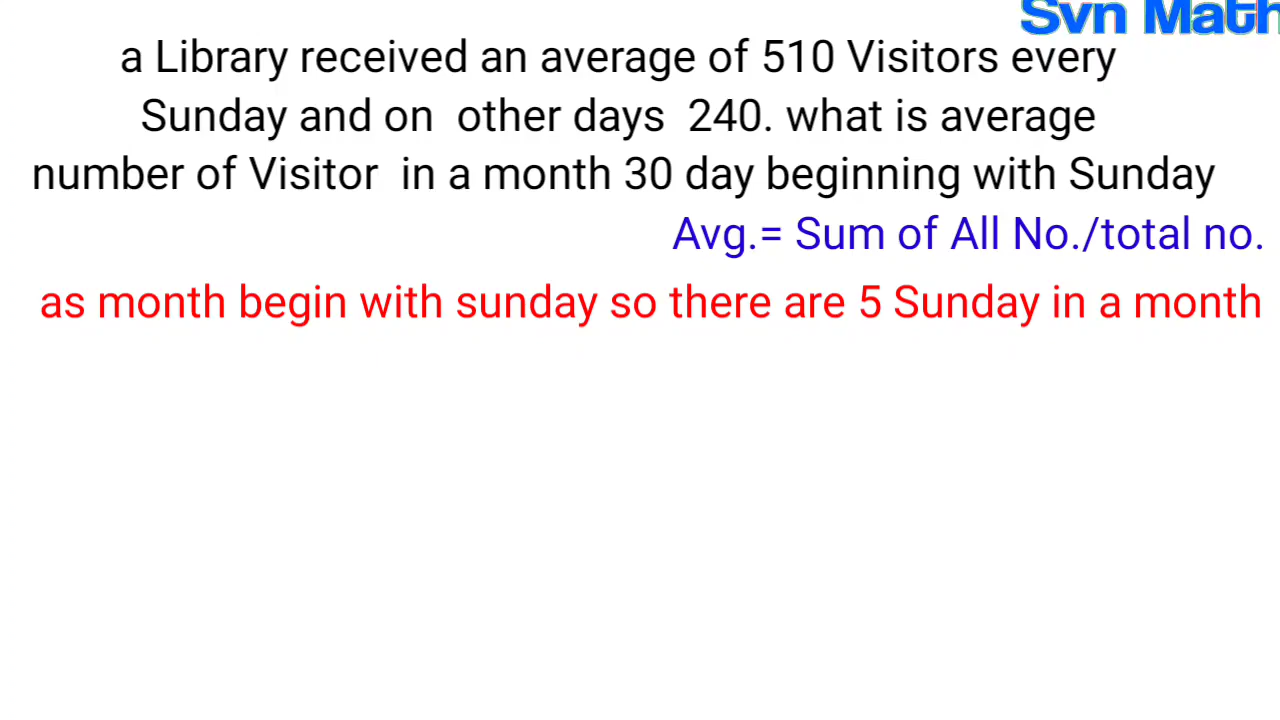 Svn Math
a Library received an average of 510 Visitors every
Sunday and on other days 240. what is average
number of Visitor in a month 30 day beginning with Sunday
Avg.= Sum of All No./total no.
as month begin with sunday so there are 5 Sunday in a month